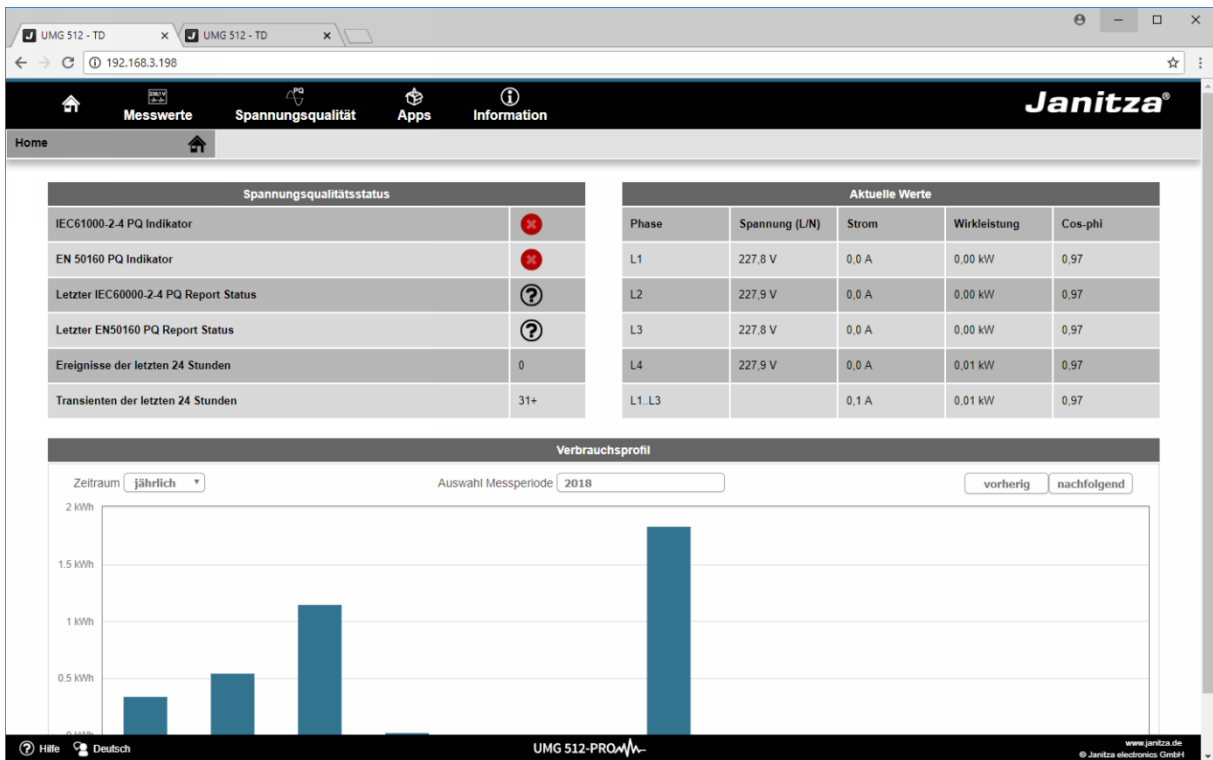 UMG 512 - TD
UMG 512 - TD
192.168.3.198
Messwerte
Spannungsqualität
Apps
Information
Janitza®
Home
Spannungsqualitätsstatus
IEC61000-2-4 PQ Indikator
EN 50160 PQ Indikator
Letzter IEC60000-2-4 PQ Report Status
Letzter EN50160 PQ Report Status
Ereignisse der letzten 24 Stunden 0
Transienten der letzten 24 Stunden 31+
Aktuelle Werte
Phase Spannung (L/N) Strom Wirkleistung Cos-phi
L1 227,8 V 0,0 A 0,00 kW 0,97
L2 227,9 V 0,0 A 0,00 kW 0,97
L3 227,8 V 0,0 A 0,00 kW 0,97
L4 227,9 V 0,0 A 0,01 kW 0,97
L1..L3 0,1 A 0,01 kW 0,97
Verbrauchsprofil
Zeitraum jährlich Auswahl Messperiode 2018 vorherig nachfolgend
2 kWh
1.5 kWh
1 kWh
0.5 kWh
Hilfe Deutsch UMG 512-PRO www.janitza.de
© Janitza electronics GmbH